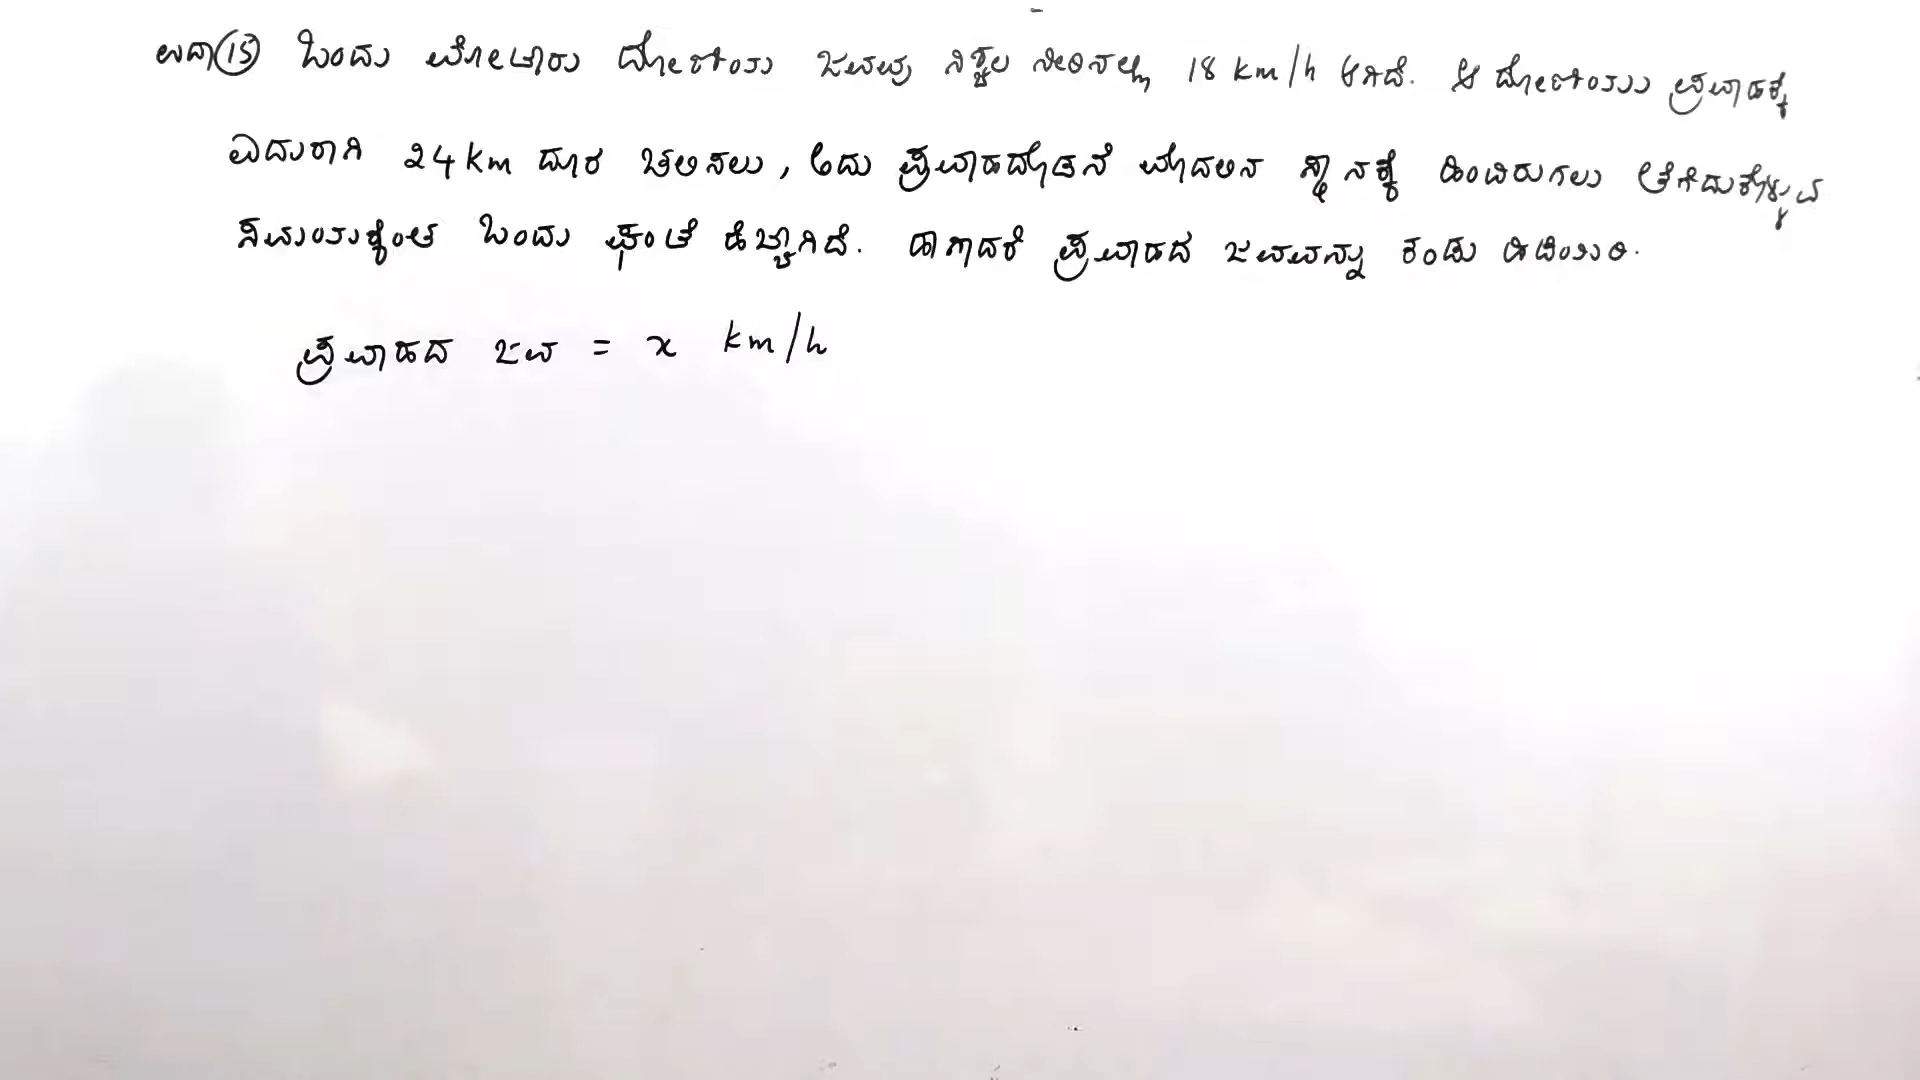 ಉದಾ (15) ಒಂದು ಮೋಟಾರು ದೋಣಿಯ ಜವವು ನಿಶ್ಚಲ ನೀರಿನಲ್ಲಿ 18 km/h ಆಗಿದೆ. ಆ ದೋಣಿಯು ಪ್ರವಾಹಕ್ಕೆ
ಎದುರಾಗಿ 24 km ದೂರ ಚಲಿಸಲು, ಅದು ಪ್ರವಾಹದೊಡನೆ ಮೊದಲಿನ ಸ್ಥಾನಕ್ಕೆ ಹಿಂದಿರುಗಲು ತೆಗೆದುಕೊಳ್ಳುವ
ಸಮಯಕ್ಕಿಂತ ಒಂದು ಘಂಟೆ ಹೆಚ್ಚಾಗಿದೆ. ಹಾಗಾದರೆ ಪ್ರವಾಹದ ಜವವನ್ನು ಕಂಡು ಹಿಡಿಯಿರಿ.
ಪ್ರವಾಹದ ಜವ = x km/h